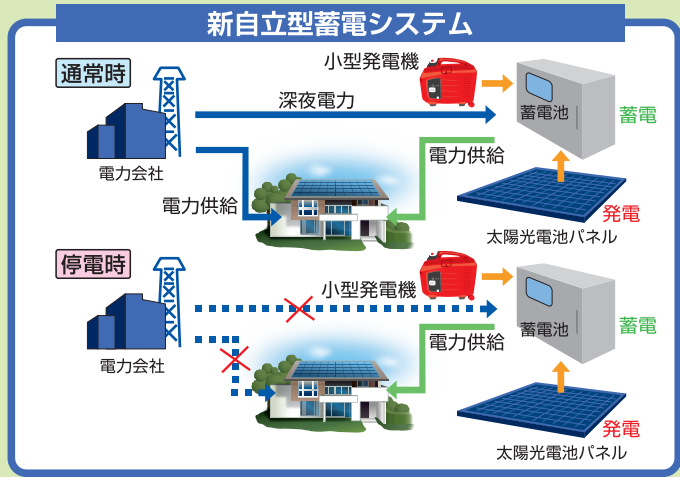 新自立型蓄電システム
通常時
小型発電機
深夜電力
蓄電池
蓄電
電力会社
電力供給
電力供給
発電
太陽光電池パネル
停電時
小型発電機
蓄電池
蓄電
電力会社
電力供給
発電
太陽光電池パネル